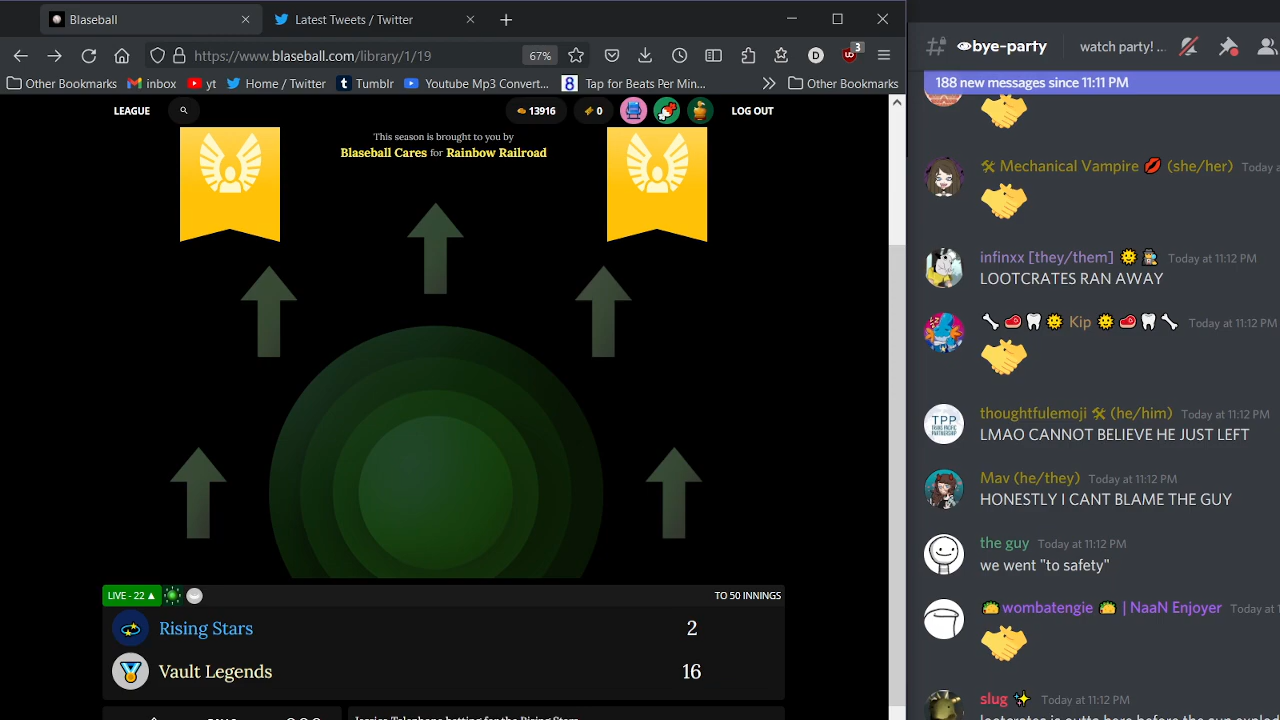 Blaseball
Latest Tweets / Twitter
https://www.blaseball.com/library/1/19
67%
D
3
Other Bookmarks
inbox
yt
Home / Twitter
Tumblr
Youtube Mp3 Convert...
8
Tap for Beats Per Min...
Other Bookmarks
LEAGUE
13916
0
LOG OUT
This season is brought to you by
Blaseball Cares for Rainbow Railroad
LIVE - 22 ▲
TO 50 INNINGS
Rising Stars
2
Vault Legends
16
bye-party
watch party! ...
188 new messages since 11:11 PM
Mechanical Vampire 💋 (she/her)
Today a
infinxx [they/them]
Today at 11:12 PM
LOOTCRATES RAN AWAY
Kip
Today at 11:12 PM
TPP
thoughtfulemoji 🛠 (he/him)
Today at 11:12 PM
LMAO CANNOT BELIEVE HE JUST LEFT
Mav (he/they)
Today at 11:12 PM
HONESTLY I CANT BLAME THE GUY
the guy
Today at 11:12 PM
we went "to safety"
wombatengie 🌮 | NaaN Enjoyer
Today at 1
slug ✨
Today at 11:12 PM